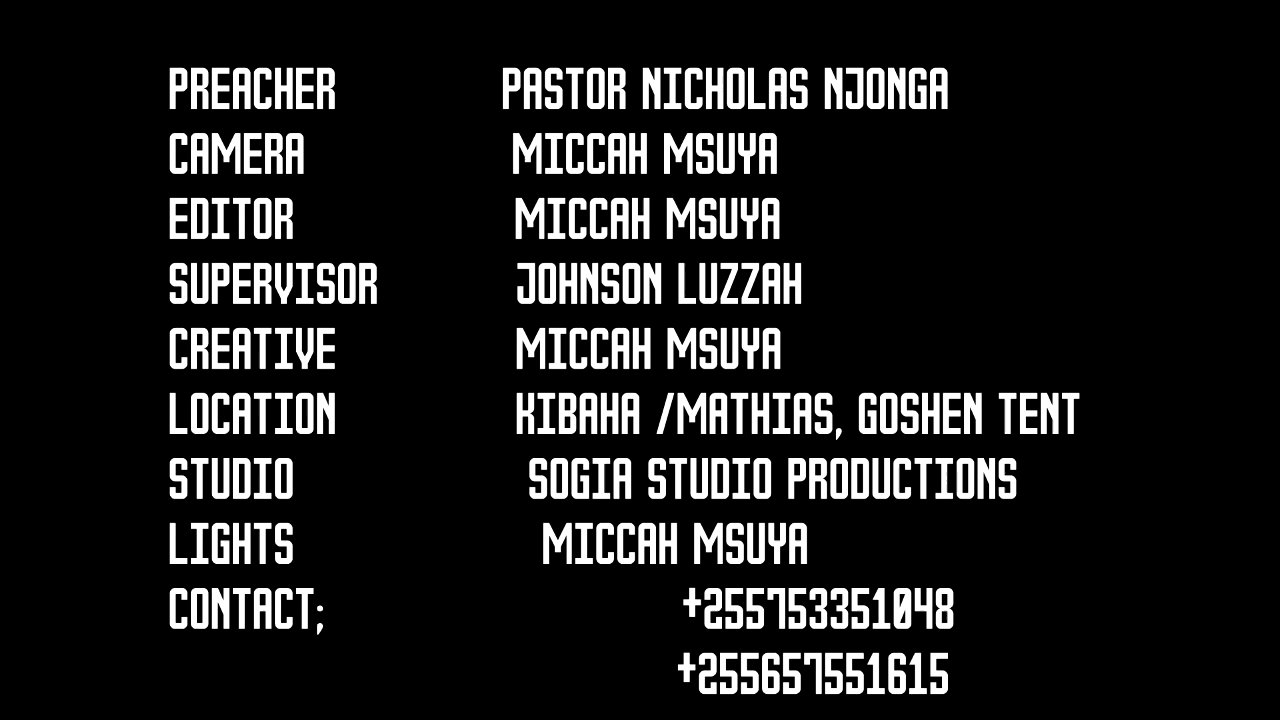 PREACHER PASTOR NICHOLAS NJONGA
CAMERA MICCAH MSUYA
EDITOR MICCAH MSUYA
SUPERVISOR JOHNSON LUZZAH
CREATIVE MICCAH MSUYA
LOCATION KIBAHA /MATHIAS, GOSHEN TENT
STUDIO SOGIA STUDIO PRODUCTIONS
LIGHTS MICCAH MSUYA
CONTACT; +255753351048
+255657551615